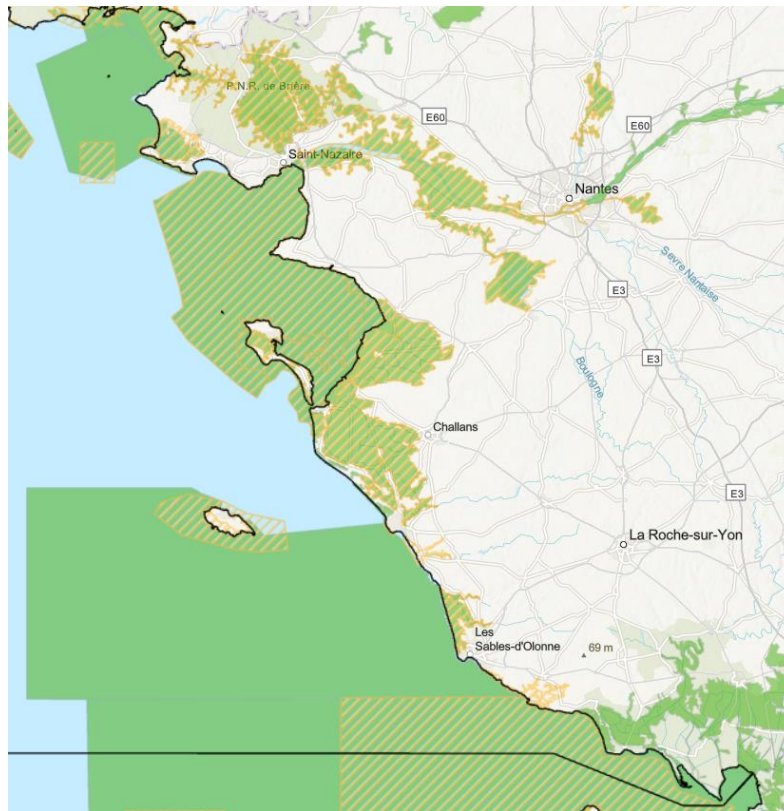 P.N.R. de Brière
E60
E60
Saint-Nazaire
Nantes
Sèvre Nantaise
E3
Boulogne
E3
Challans
E3
La Roche-sur-Yon
Les
Sables-d'Olonne
69 m